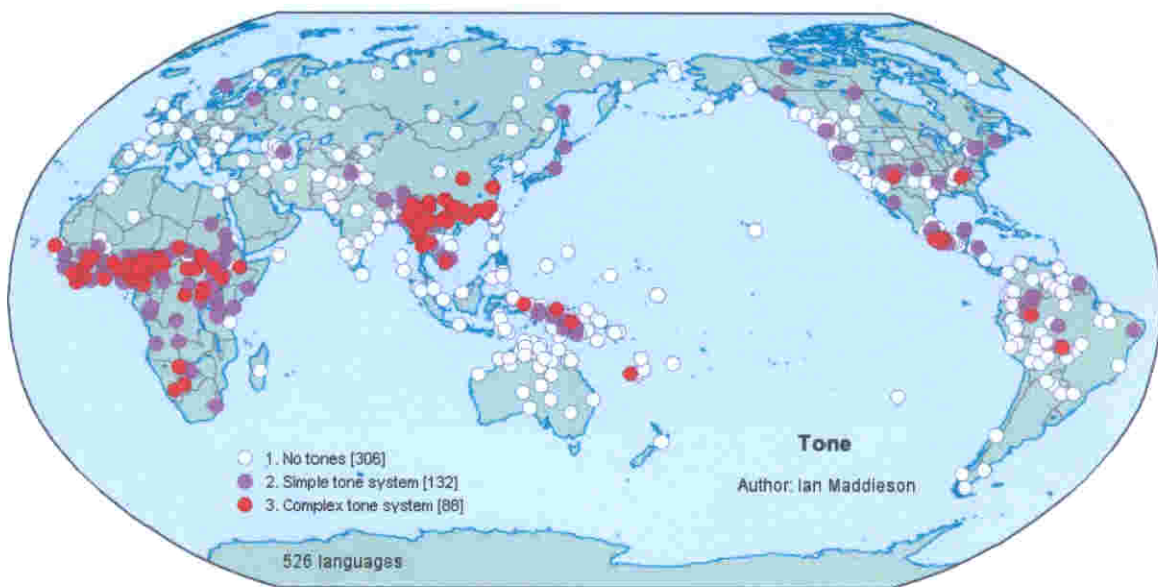 1. No tones [306]
2. Simple tone system [132]
3. Complex tone system [88]
Tone
Author: Ian Maddieson
526 languages